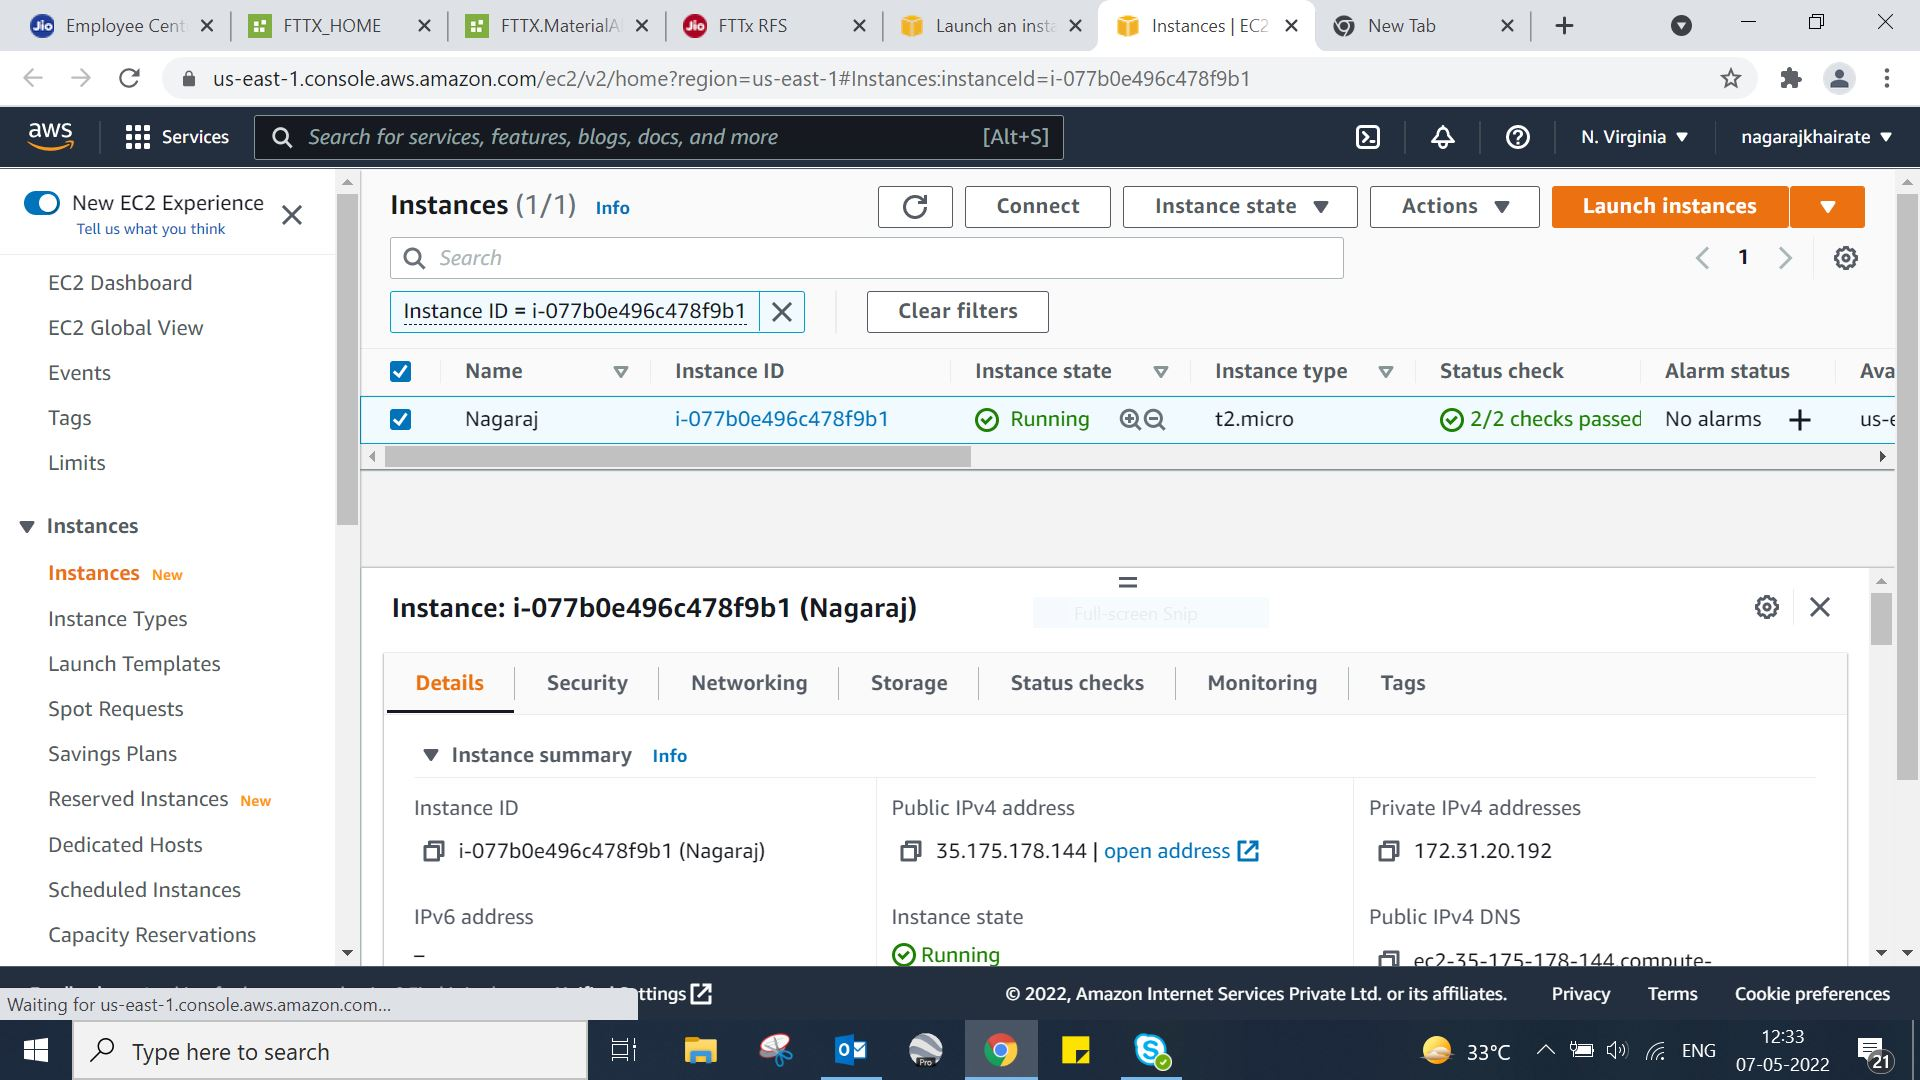 Jio Employee Cent
FTTX_HOME
FTTX.MaterialA
Jio FTTx RFS
Launch an insta
Instances | EC2
New Tab
us-east-1.console.aws.amazon.com/ec2/v2/home?region=us-east-1#Instances:instanceId=i-077b0e496c478f9b1
aws Services Search for services, features, blogs, docs, and more [Alt+S] N. Virginia nagarajkhairate
New EC2 Experience
Tell us what you think
EC2 Dashboard
EC2 Global View
Events
Tags
Limits
Instances
Instances New
Instance Types
Launch Templates
Spot Requests
Savings Plans
Reserved Instances New
Dedicated Hosts
Scheduled Instances
Capacity Reservations
Instances (1/1) Info Connect Instance state Actions Launch instances
Search 1
Instance ID = i-077b0e496c478f9b1 Clear filters
Name Instance ID Instance state Instance type Status check Alarm status Ava
Nagaraj i-077b0e496c478f9b1 Running t2.micro 2/2 checks passed No alarms us-e
Instance: i-077b0e496c478f9b1 (Nagaraj)
Full-screen Snip
Details Security Networking Storage Status checks Monitoring Tags
Instance summary Info
Instance ID Public IPv4 address Private IPv4 addresses
i-077b0e496c478f9b1 (Nagaraj) 35.175.178.144 | open address 172.31.20.192
IPv6 address Instance state Public IPv4 DNS
– Running ec2-35-175-178-144.compute-
ttings © 2022, Amazon Internet Services Private Ltd. or its affiliates. Privacy Terms Cookie preferences
Waiting for us-east-1.console.aws.amazon.com...
Type here to search
Pro
33°C ENG
12:33
07-05-2022
21